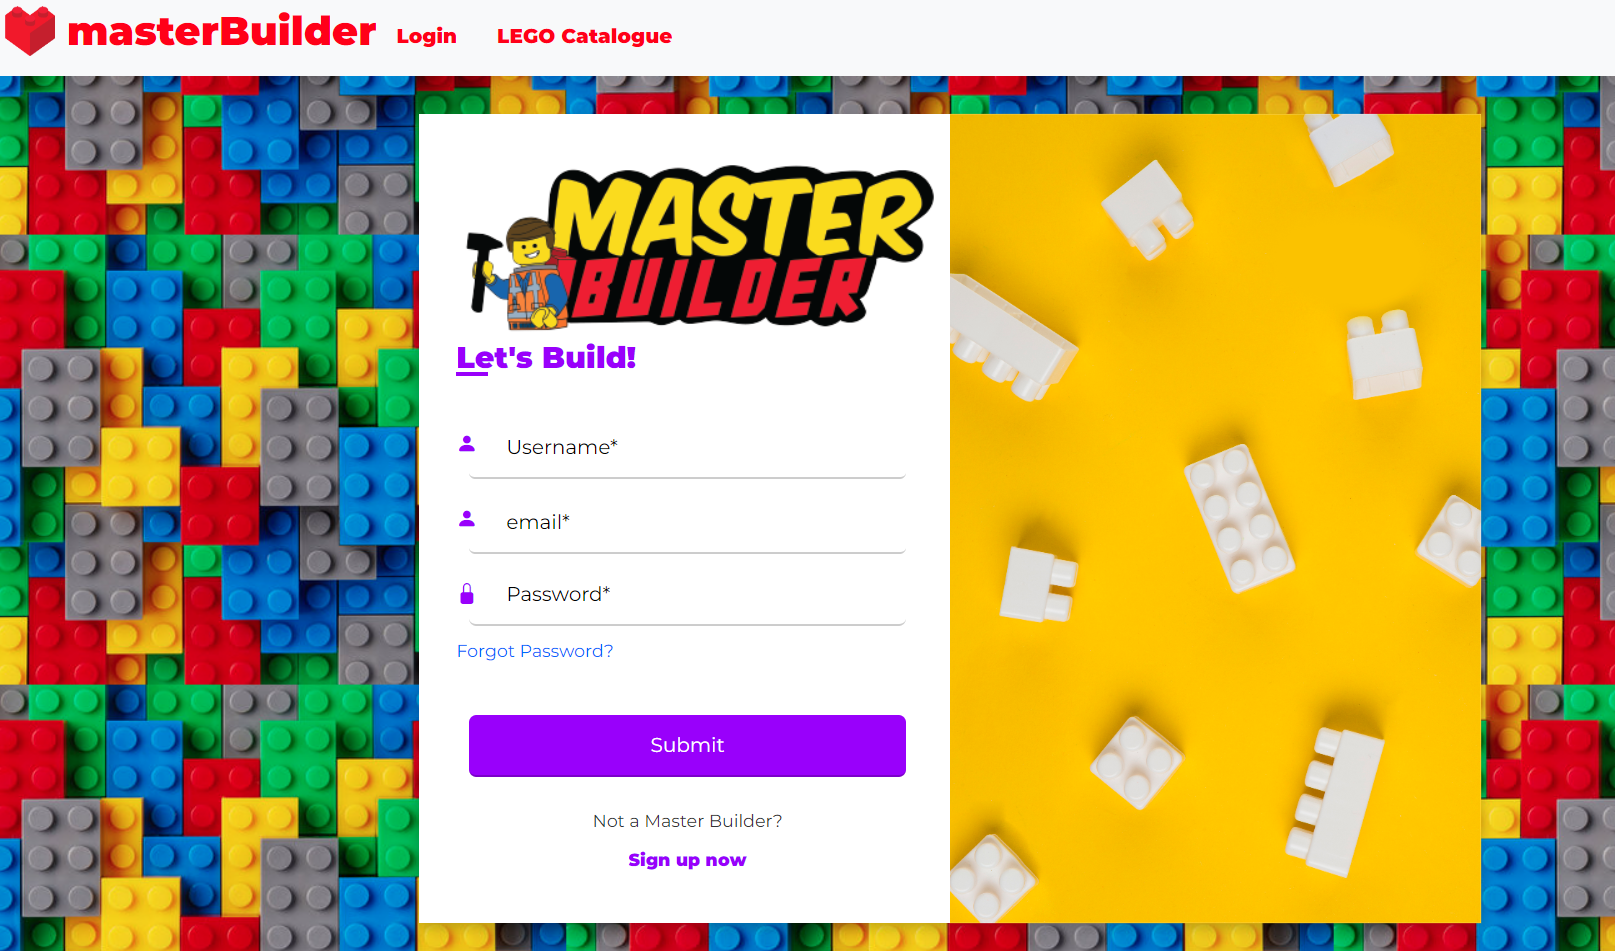 masterBuilder Login LEGO Catalogue
MASTER
BUILDER
Let's Build!
Username*
email*
Password*
Forgot Password?
Submit
Not a Master Builder?
Sign up now